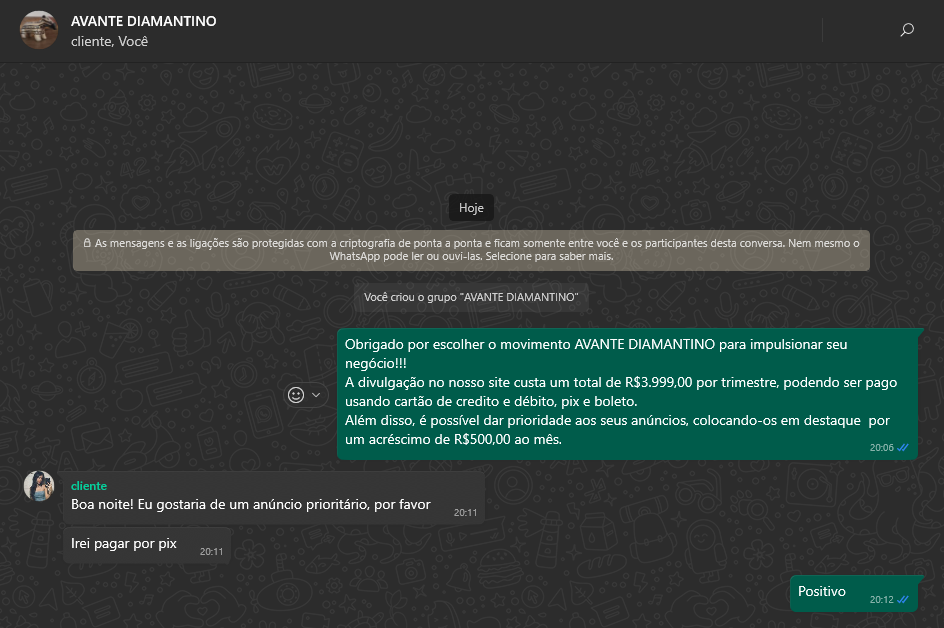 AVANTE DIAMANTINO
cliente, Você
Hoje
As mensagens e as ligações são protegidas com a criptografia de ponta a ponta e ficam somente entre você e os participantes desta conversa. Nem mesmo o
WhatsApp pode ler ou ouvi-las. Selecione para saber mais.
Você criou o grupo "AVANTE DIAMANTINO"
Obrigado por escolher o movimento AVANTE DIAMANTINO para impulsionar seu
negócio!!!
A divulgação no nosso site custa um total de R$3.999,00 por trimestre, podendo ser pago
usando cartão de credito e débito, pix e boleto.
Além disso, é possível dar prioridade aos seus anúncios, colocando-os em destaque por
um acréscimo de R$500,00 ao mês.
20:06
cliente
Boa noite! Eu gostaria de um anúncio prioritário, por favor
20:11
Irei pagar por pix
20:11
Positivo
20:12